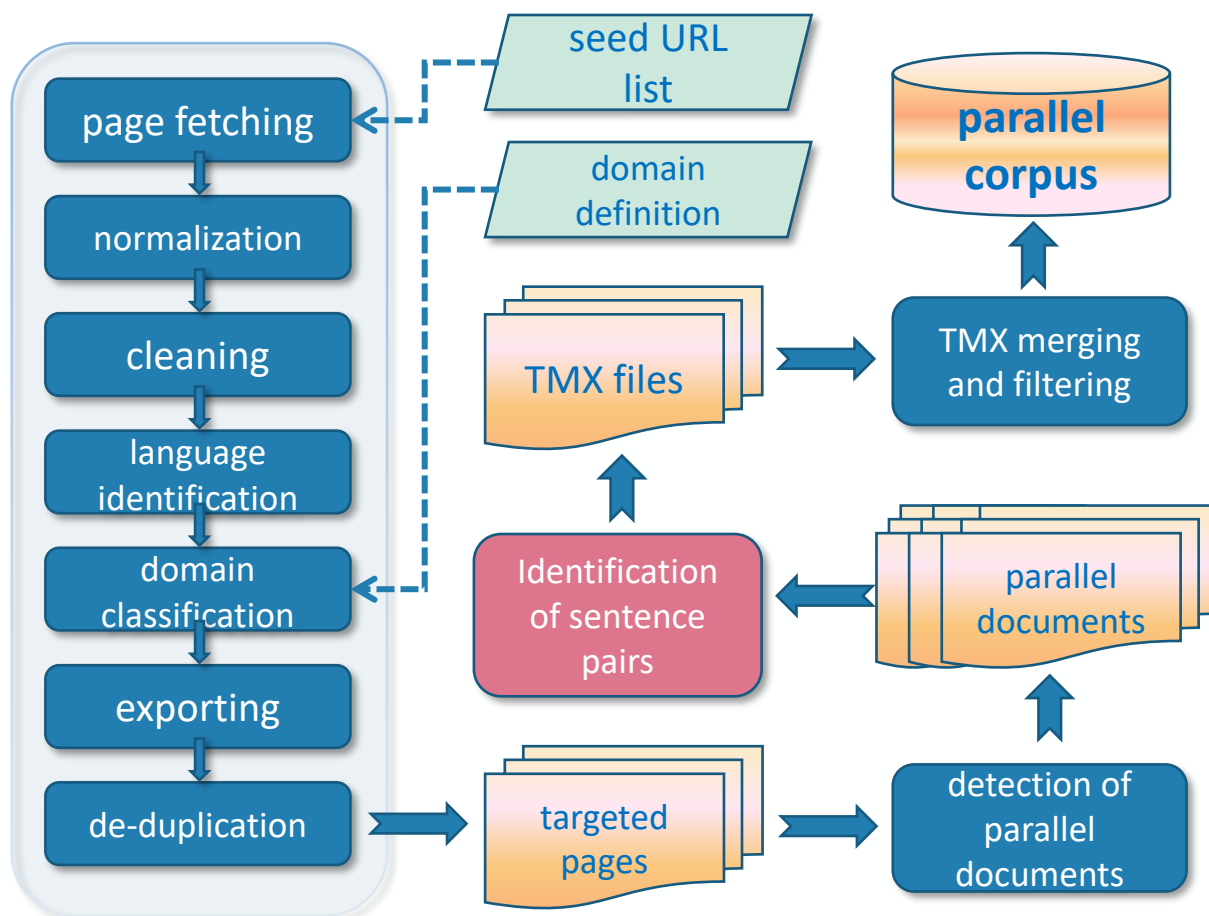 seed URL
list
page fetching
parallel
corpus
domain
definition
normalization
cleaning
TMX files
TMX merging
and filtering
language
identification
domain
classification
Identification
of sentence
pairs
parallel
documents
exporting
de-duplication
targeted
pages
detection of
parallel
documents